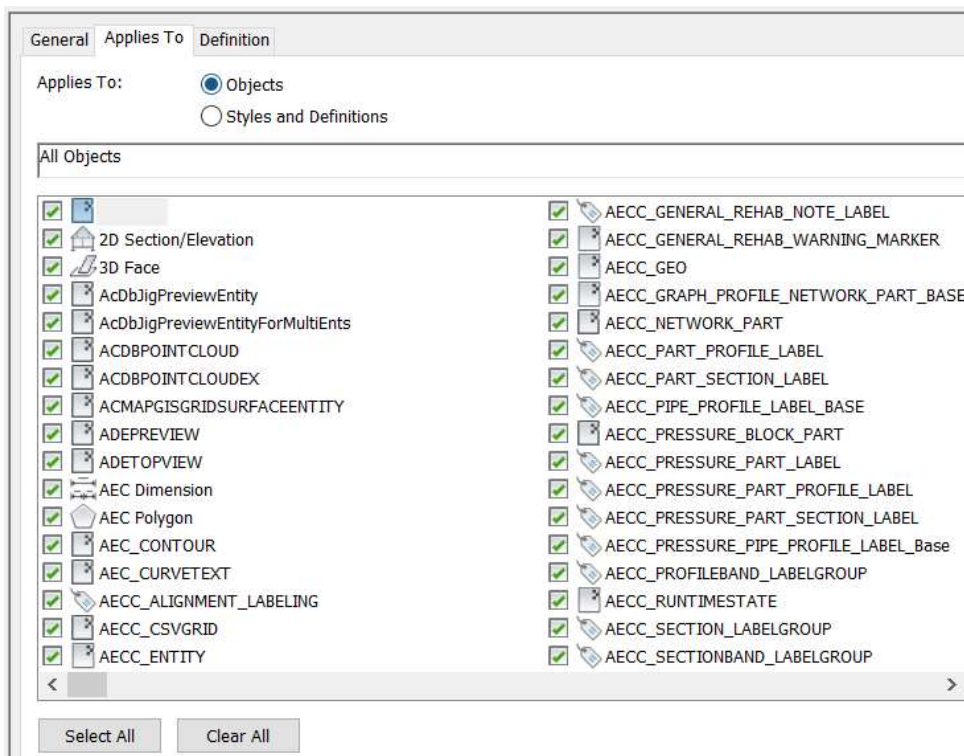 General Applies To Definition
Applies To: Objects
Styles and Definitions
All Objects
2D Section/Elevation
3D Face
AcDbJigPreviewEntity
AcDbJigPreviewEntityForMultiEnts
ACDBPOINTCLOUD
ACDBPOINTCLOUDEX
ACMAPGISGRIDSURFACEENTITY
ADEPREVIEW
ADETOPVIEW
AEC Dimension
AEC Polygon
AEC_CONTOUR
AEC_CURVETEXT
AECC_ALIGNMENT_LABELING
AECC_CSVGRID
AECC_ENTITY
AECC_GENERAL_REHAB_NOTE_LABEL
AECC_GENERAL_REHAB_WARNING_MARKER
AECC_GEO
AECC_GRAPH_PROFILE_NETWORK_PART_BASE
AECC_NETWORK_PART
AECC_PART_PROFILE_LABEL
AECC_PART_SECTION_LABEL
AECC_PIPE_PROFILE_LABEL_BASE
AECC_PRESSURE_BLOCK_PART
AECC_PRESSURE_PART_LABEL
AECC_PRESSURE_PART_PROFILE_LABEL
AECC_PRESSURE_PART_SECTION_LABEL
AECC_PRESSURE_PIPE_PROFILE_LABEL_Base
AECC_PROFILEBAND_LABELGROUP
AECC_RUNTIMESTATE
AECC_SECTION_LABELGROUP
AECC_SECTIONBAND_LABELGROUP
Select All Clear All